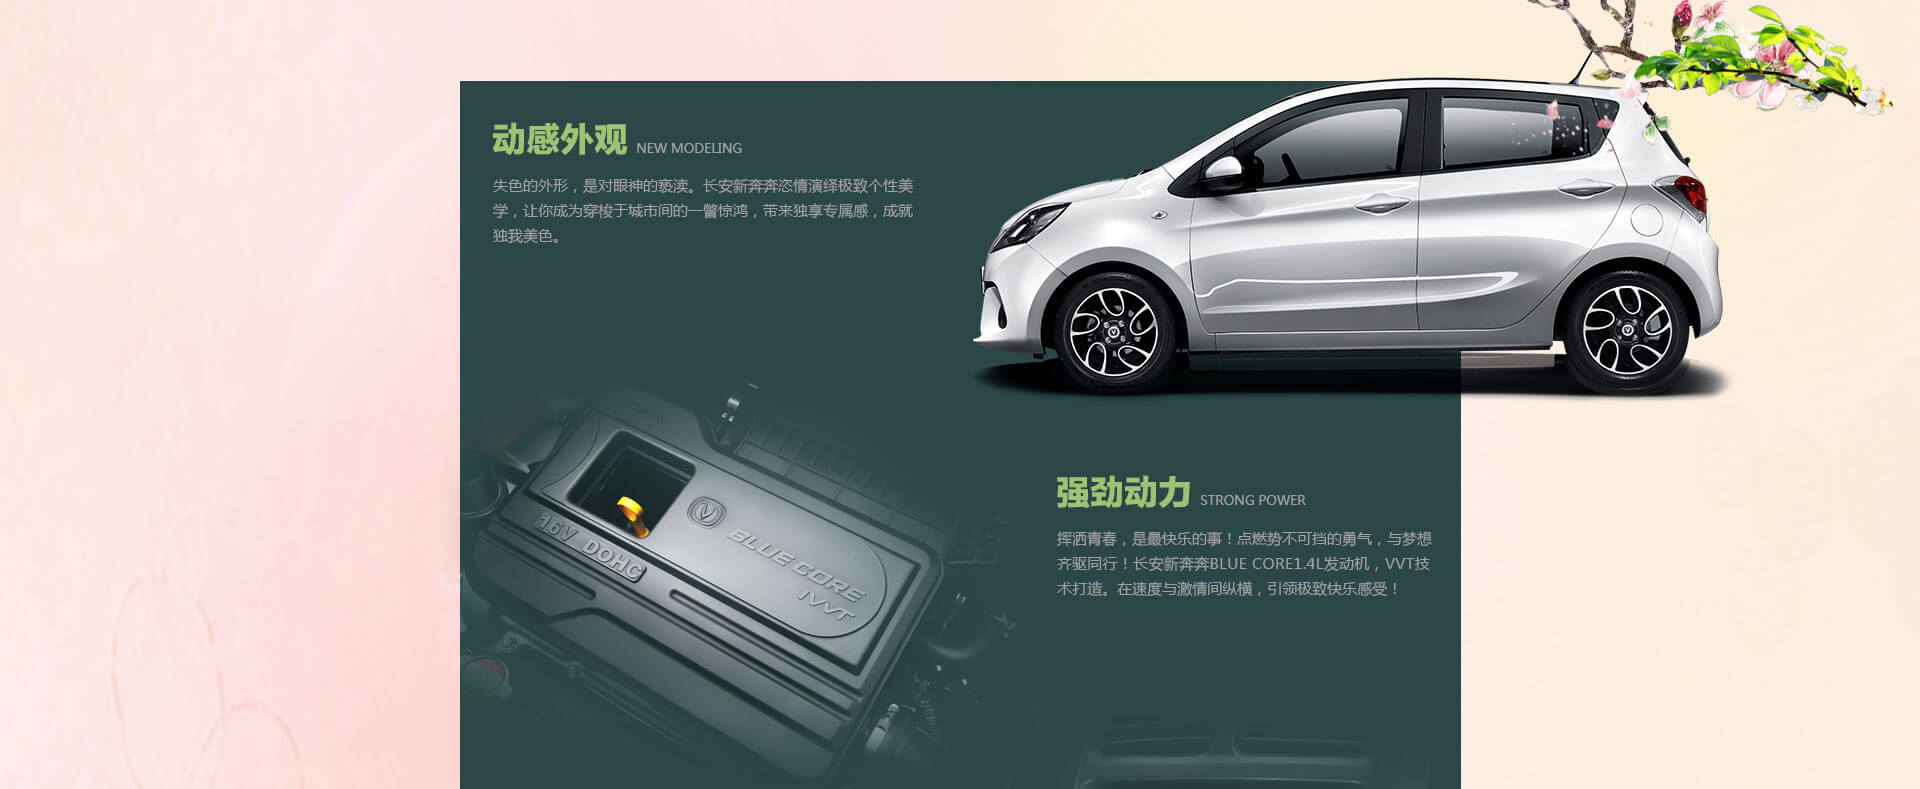 动感外观 NEW MODELING
失色的外形，是对眼神的亵渎。长安新奔奔恣情演绎极致个性美
学，让你成为穿梭于城市间的一瞥惊鸿，带来独享专属感，成就
独我美色。
16V DOHC
BLUE CORE
IVVT
强劲动力 STRONG POWER
挥洒青春，是最快乐的事！点燃势不可挡的勇气，与梦想
齐驱同行！长安新奔奔BLUE CORE1.4L发动机，VVT技
术打造。在速度与激情间纵横，引领极致快乐感受！